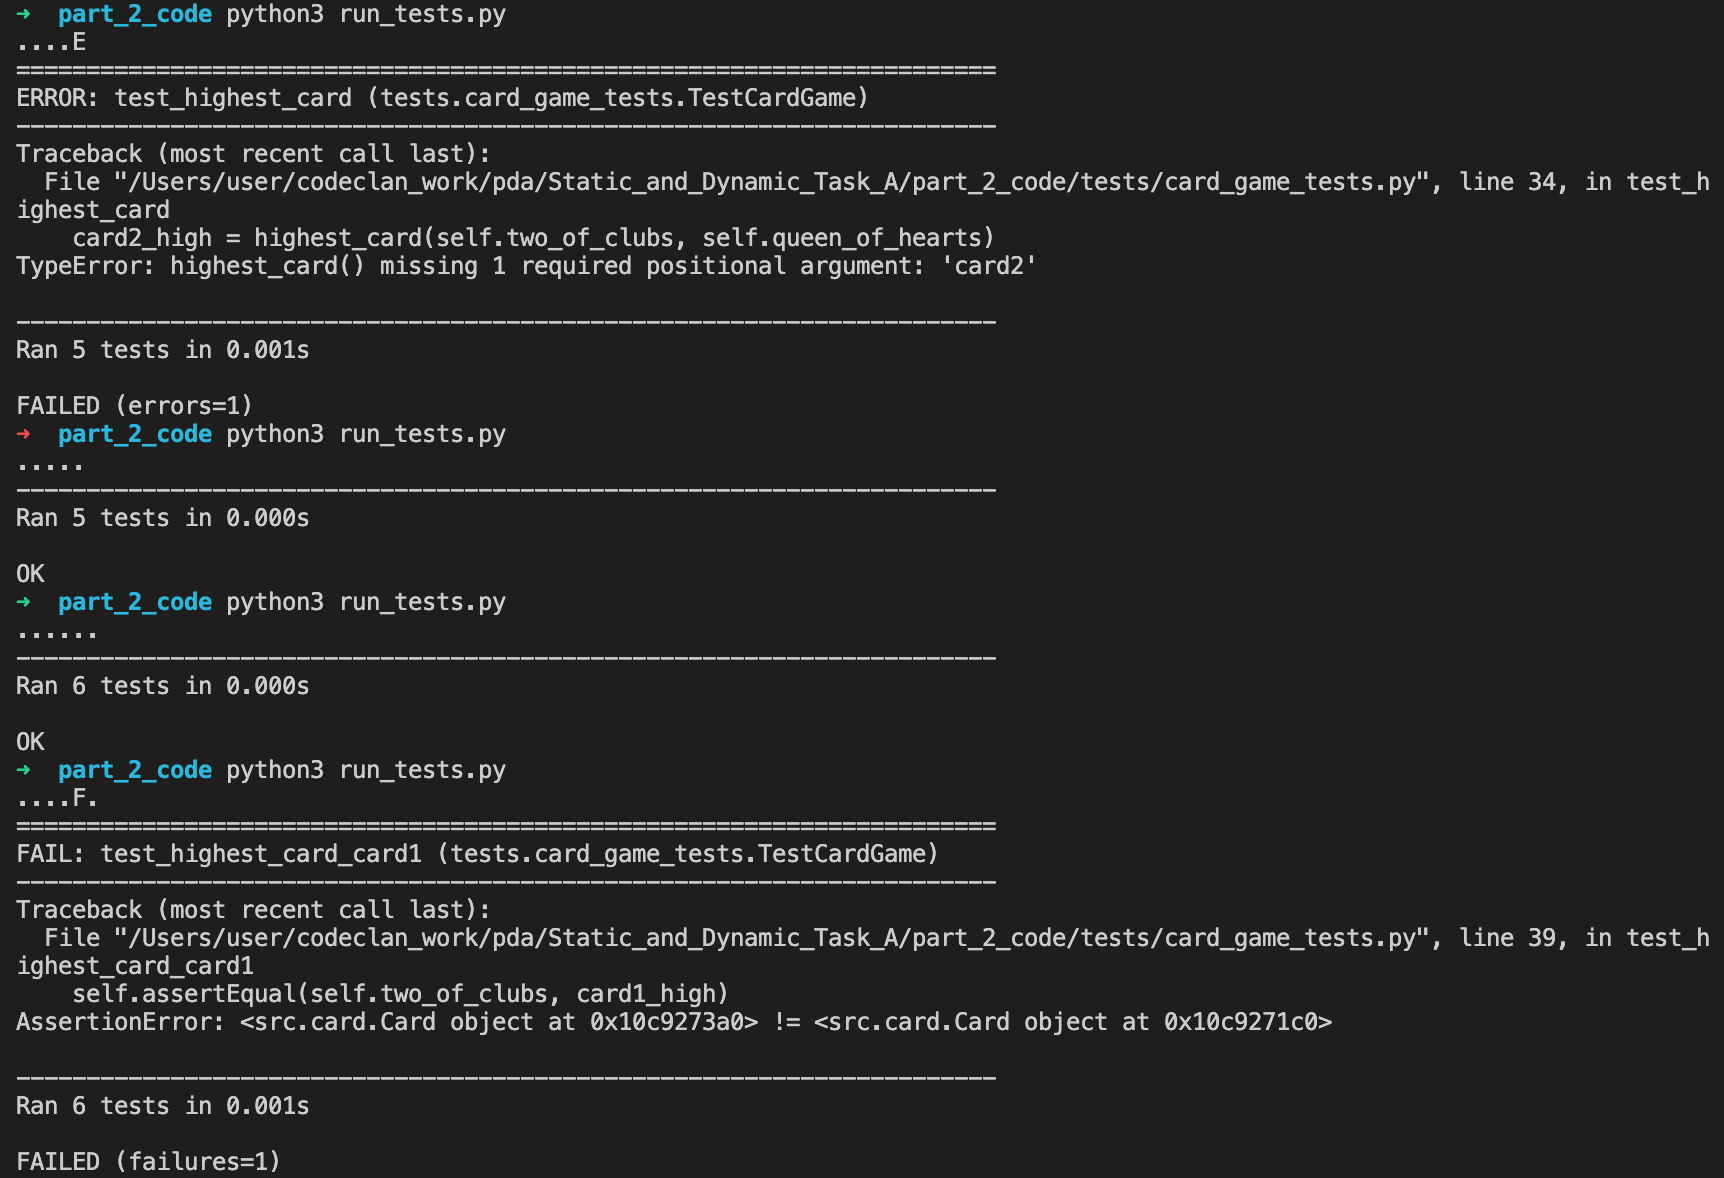 ➜  part_2_code python3 run_tests.py
....E
======================================================================
ERROR: test_highest_card (tests.card_game_tests.TestCardGame)
----------------------------------------------------------------------
Traceback (most recent call last):
  File "/Users/user/codeclan_work/pda/Static_and_Dynamic_Task_A/part_2_code/tests/card_game_tests.py", line 34, in test_h
ighest_card
    card2_high = highest_card(self.two_of_clubs, self.queen_of_hearts)
TypeError: highest_card() missing 1 required positional argument: 'card2'

----------------------------------------------------------------------
Ran 5 tests in 0.001s

FAILED (errors=1)
➜  part_2_code python3 run_tests.py
.....
----------------------------------------------------------------------
Ran 5 tests in 0.000s

OK
➜  part_2_code python3 run_tests.py
......
----------------------------------------------------------------------
Ran 6 tests in 0.000s

OK
➜  part_2_code python3 run_tests.py
....F.
======================================================================
FAIL: test_highest_card_card1 (tests.card_game_tests.TestCardGame)
----------------------------------------------------------------------
Traceback (most recent call last):
  File "/Users/user/codeclan_work/pda/Static_and_Dynamic_Task_A/part_2_code/tests/card_game_tests.py", line 39, in test_h
ighest_card_card1
    self.assertEqual(self.two_of_clubs, card1_high)
AssertionError: <src.card.Card object at 0x10c9273a0> != <src.card.Card object at 0x10c9271c0>

----------------------------------------------------------------------
Ran 6 tests in 0.001s

FAILED (failures=1)